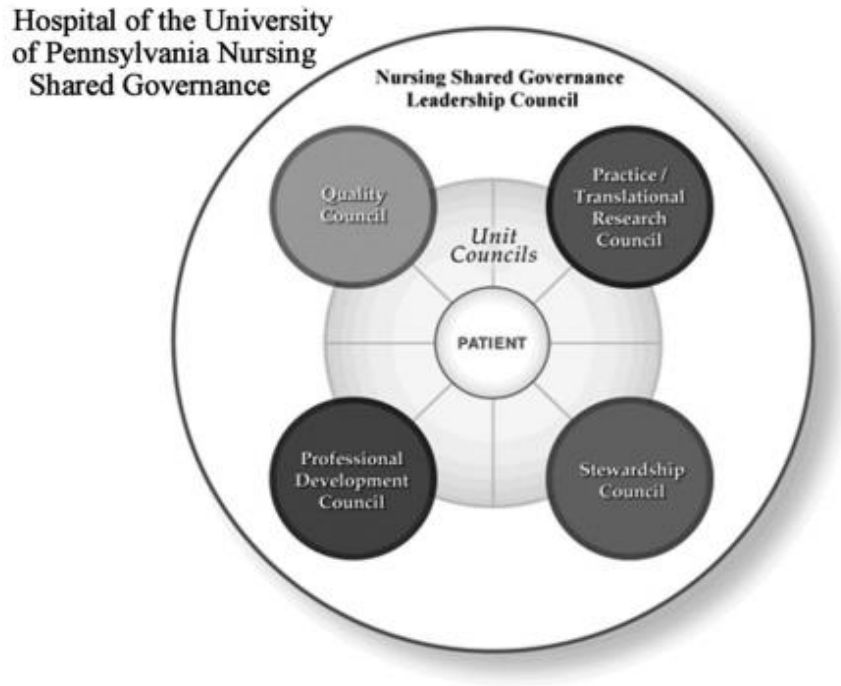 Hospital of the University
of Pennsylvania Nursing
Shared Governance
Nursing Shared Governance
Leadership Council
Quality
Council
Practice /
Translational
Research
Council
Unit
Councils
PATIENT
Professional
Development
Council
Stewardship
Council